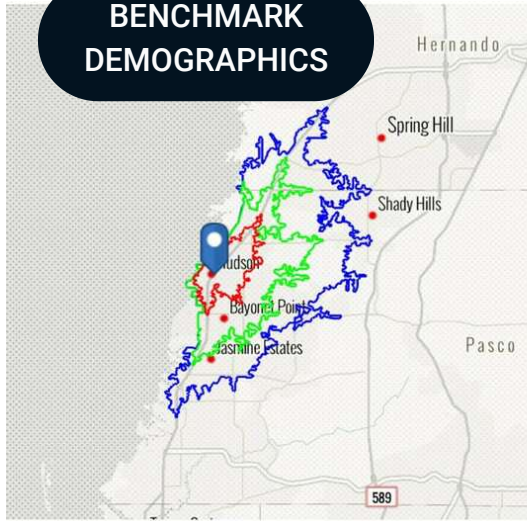 BENCHMARK
DEMOGRAPHICS
Hernando
Spring Hill
Shady Hills
Hudson
Bayonet Point
Jasmine Estates
Pasco
589